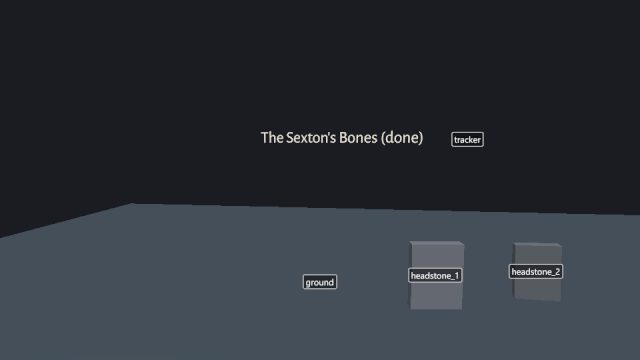 The Sexton's Bones (done)
tracker
headstone_1
headstone_2
ground